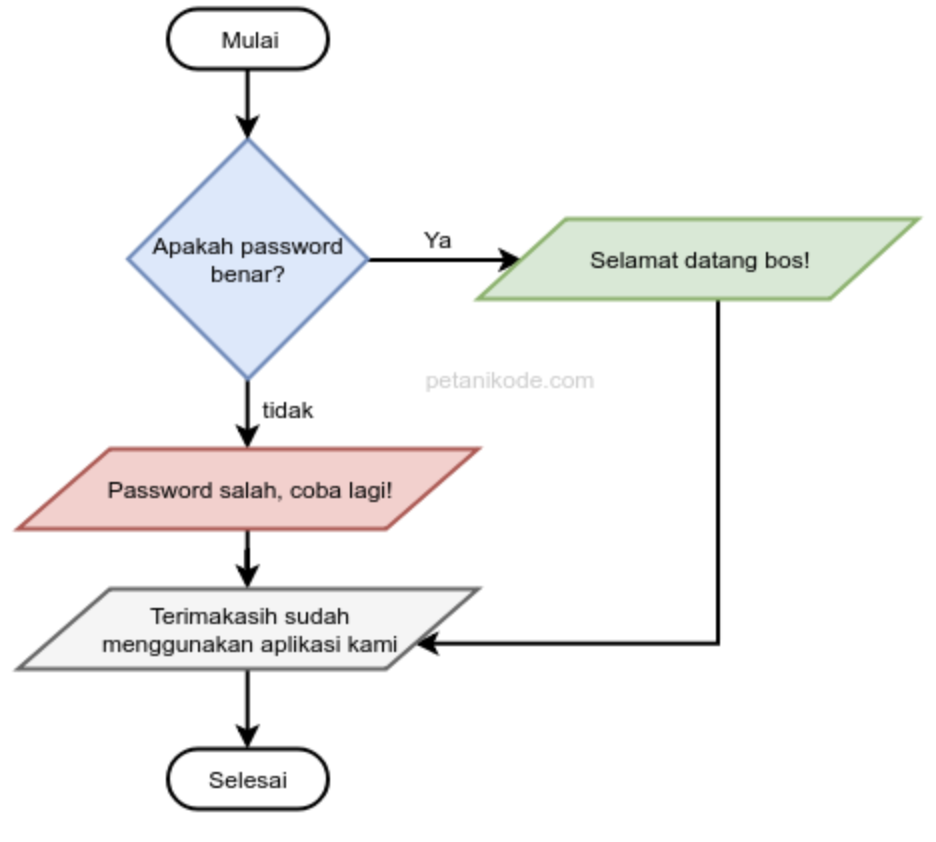 Mulai
Apakah password
benar?
Ya
Selamat datang bos!
petanikode.com
tidak
Password salah, coba lagi!
Terimakasih sudah
menggunakan aplikasi kami
Selesai